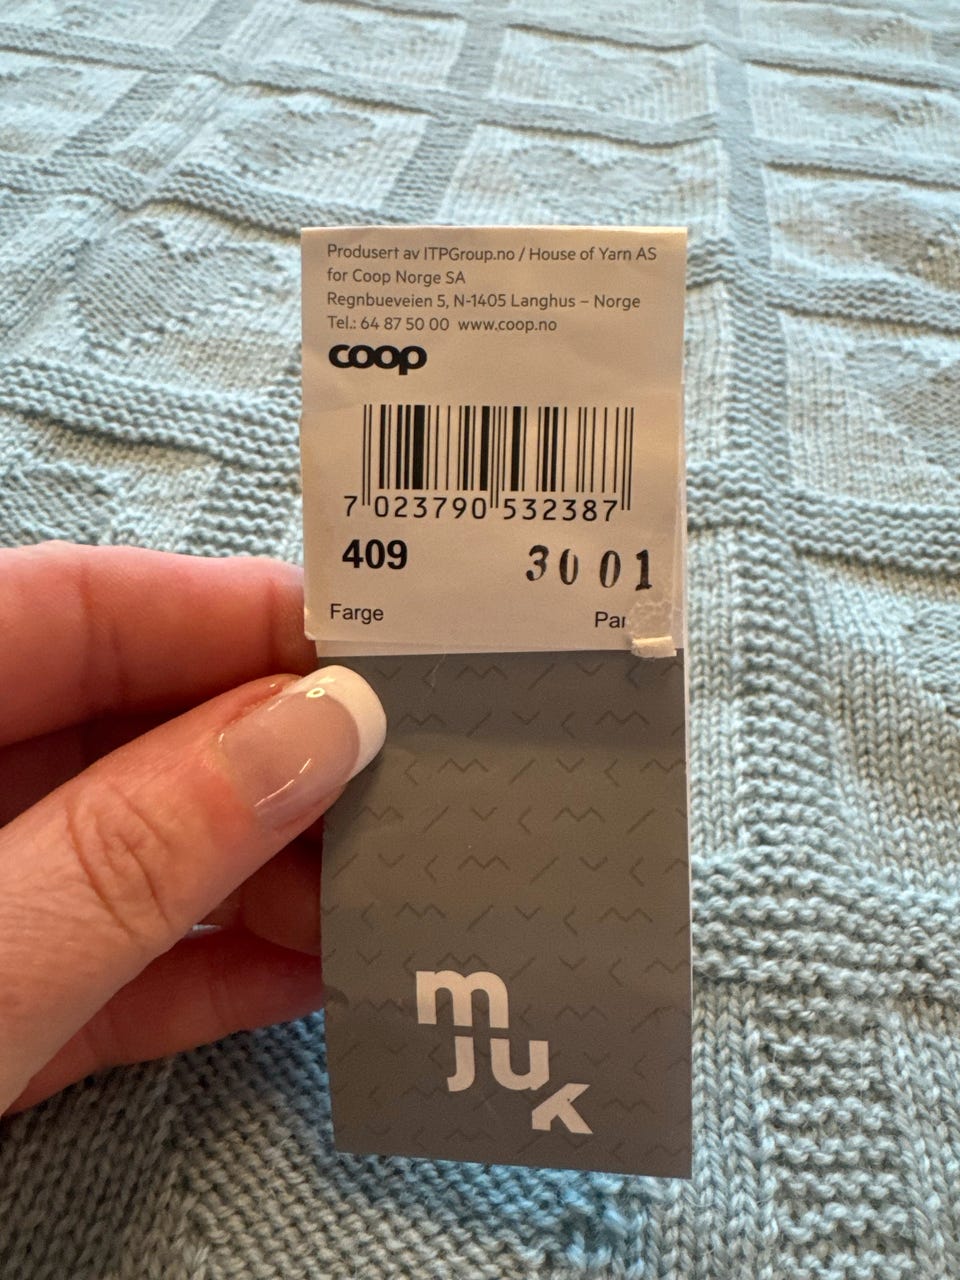 Produsert av ITPGroup.no / House of Yarn AS
for Coop Norge SA
Regnbueveien 5, N-1405 Langhus – Norge
Tel.: 64 87 50 00 www.coop.no
coop
7 023790 532387
409 3001
Farge
mjuk